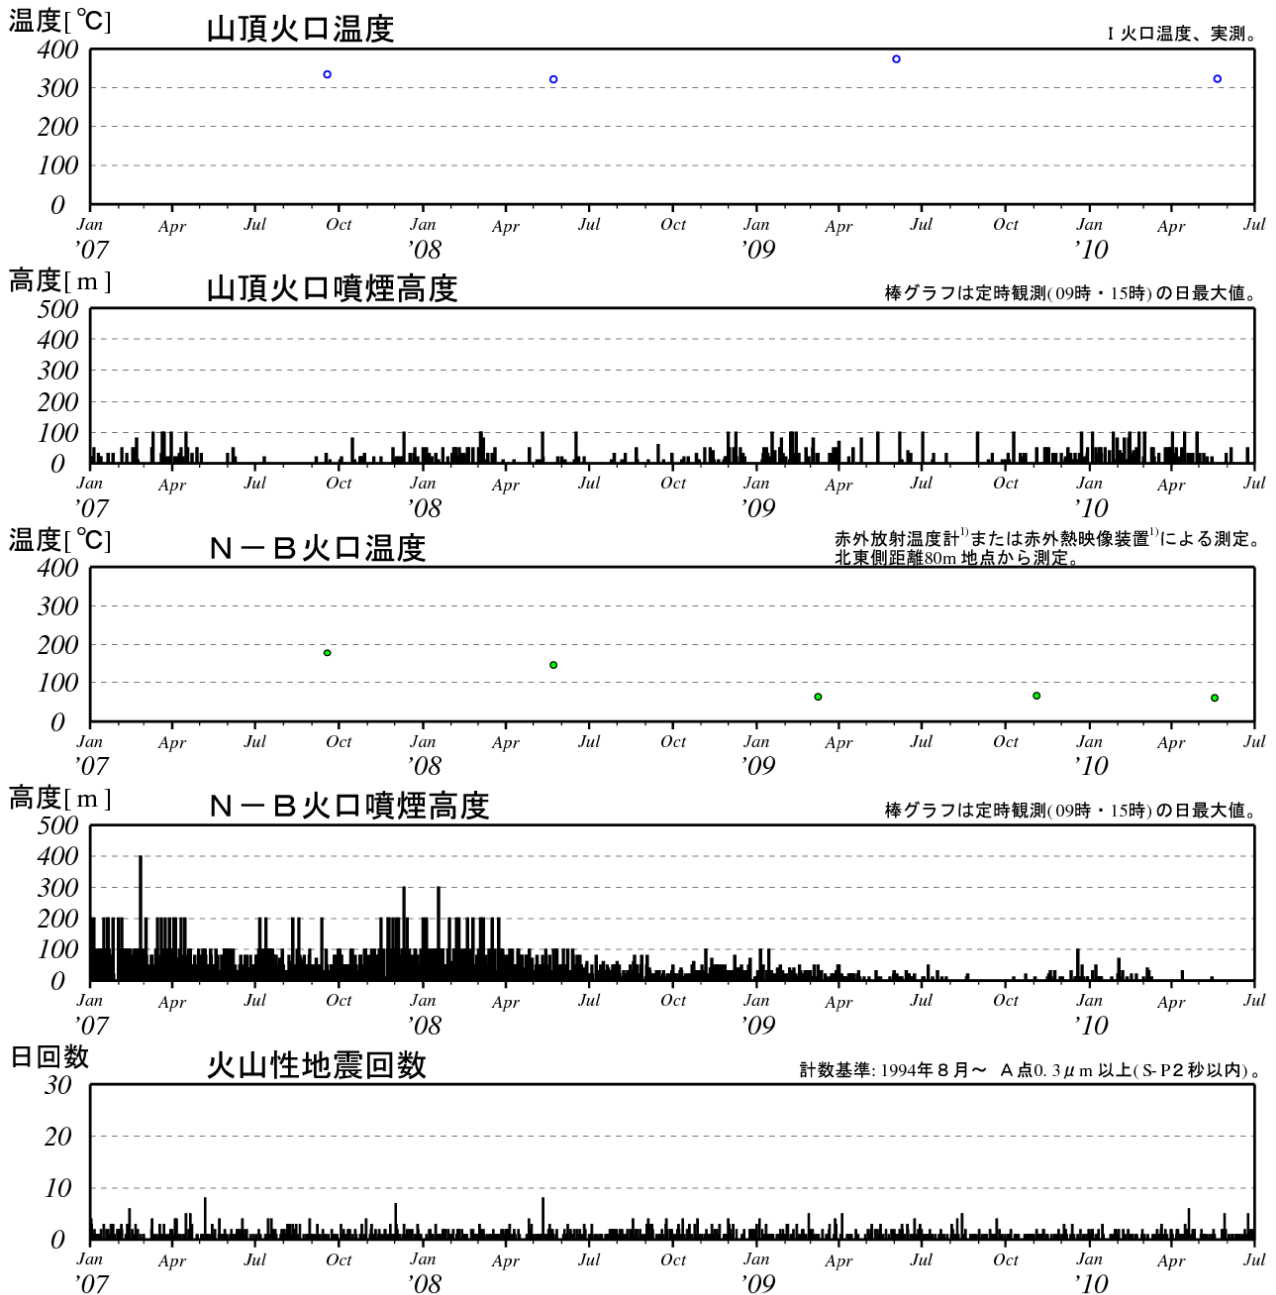 温度[℃]
山頂火口温度
I 火口温度、実測。
400
300
200
100
0
Jan Apr Jul Oct Jan Apr Jul Oct Jan Apr Jul Oct Jan Apr Jul
'07 '08 '09 '10
高度[m]
山頂火口噴煙高度
棒グラフは定時観測(09時・15時)の日最大値。
500
400
300
200
100
0
Jan Apr Jul Oct Jan Apr Jul Oct Jan Apr Jul Oct Jan Apr Jul
'07 '08 '09 '10
温度[℃]
N－B火口温度
赤外放射温度計1)または赤外熱映像装置1)による測定。
北東側距離80m 地点から測定。
400
300
200
100
0
Jan Apr Jul Oct Jan Apr Jul Oct Jan Apr Jul Oct Jan Apr Jul
'07 '08 '09 '10
高度[m]
N－B火口噴煙高度
棒グラフは定時観測(09時・15時)の日最大値。
500
400
300
200
100
0
Jan Apr Jul Oct Jan Apr Jul Oct Jan Apr Jul Oct Jan Apr Jul
'07 '08 '09 '10
日回数
火山性地震回数
計数基準: 1994年8月～ A点0.3μm以上(S-P2秒以内)。
30
20
10
0
Jan Apr Jul Oct Jan Apr Jul Oct Jan Apr Jul Oct Jan Apr Jul
'07 '08 '09 '10